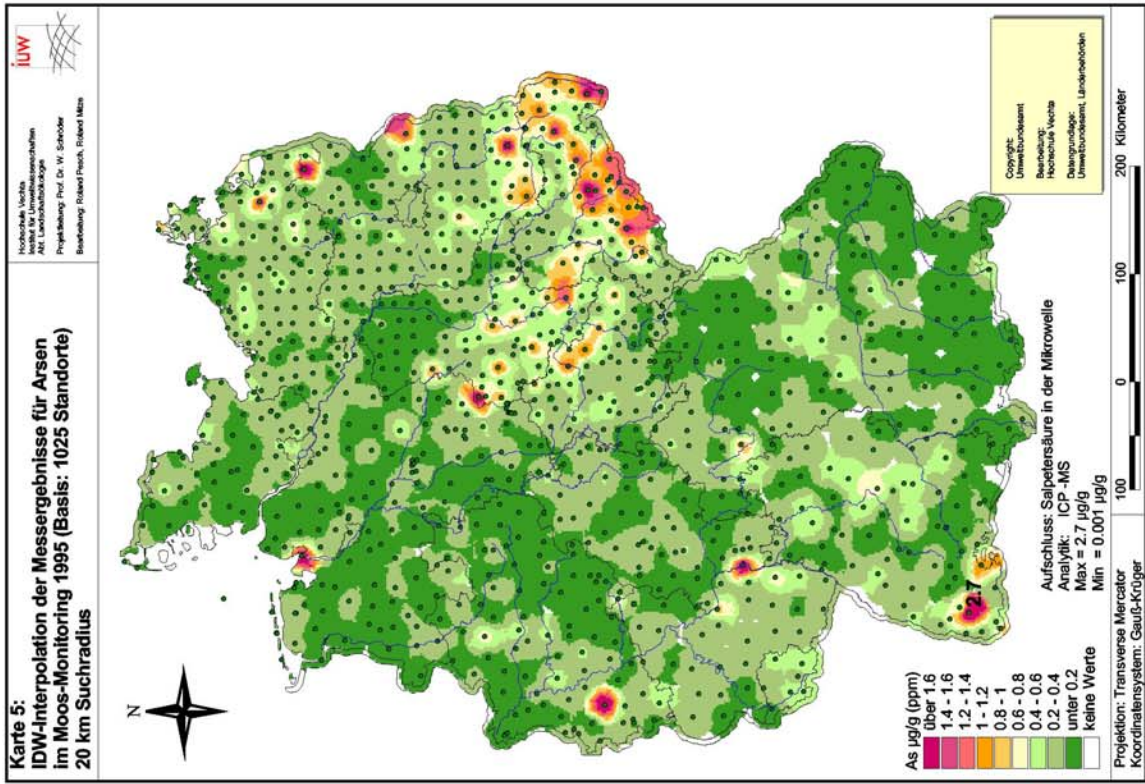 Karte 5:
IDW-Interpolation der Messergebnisse für Arsen
im Moos-Monitoring 1995 (Basis: 1025 Standorte)
20 km Suchradius
Hochschule Vechta
Institut für Umweltwissenschaften
Abt. Landschaftsökologie
Projektleitung: Prof. Dr. W. Schröder
Bearbeitung: Roland Pesch, Roland Mitze
iuw
N
2.7
As µg/g (ppm)
über 1.6
1.4 - 1.6
1.2 - 1.4
1 - 1.2
0.8 - 1
0.6 - 0.8
0.4 - 0.6
0.2 - 0.4
unter 0.2
keine Werte
Aufschluss: Salpetersäure in der Mikrowelle
Analytik: ICP -MS
Max = 2.7 µg/g
Min = 0.001 µg/g
Copyright:
Umweltbundesamt
Bearbeitung:
Hochschule Vechta
Datengrundlage:
Umweltbundesamt, Länderbehörden
Projektion: Transverse Mercator
Koordinatensystem: Gauß-Krüger
100 0 100 200 Kilometer